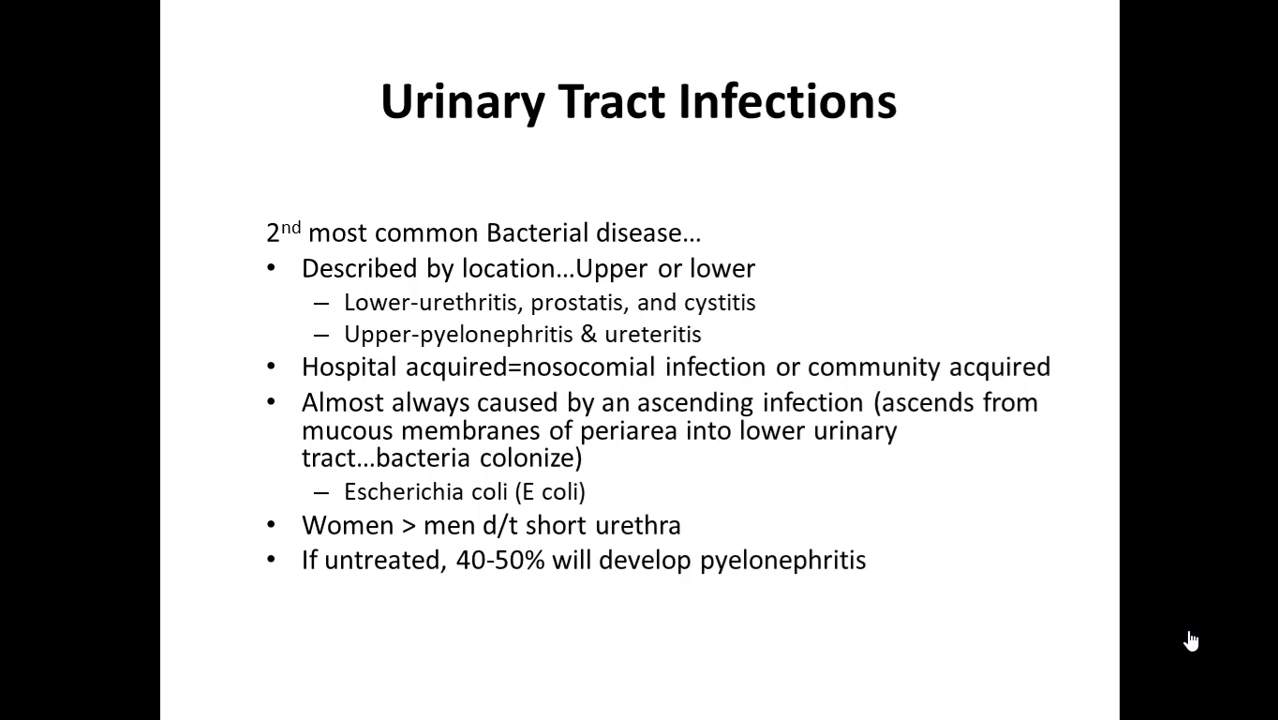 Urinary Tract Infections
2nd most common Bacterial disease…
• Described by location…Upper or lower
– Lower-urethritis, prostatis, and cystitis
– Upper-pyelonephritis & ureteritis
• Hospital acquired=nosocomial infection or community acquired
• Almost always caused by an ascending infection (ascends from
mucous membranes of periarea into lower urinary
tract…bacteria colonize)
– Escherichia coli (E coli)
• Women > men d/t short urethra
• If untreated, 40-50% will develop pyelonephritis